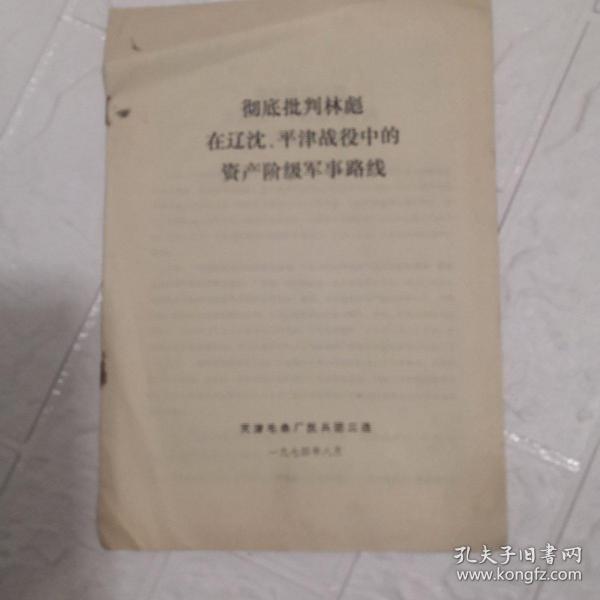 彻底批判林彪
在辽沈、平津战役中的
资产阶级军事路线
天津毛条厂民兵团三连
一九七四年八月
孔夫子旧书网
www.kongfz.com